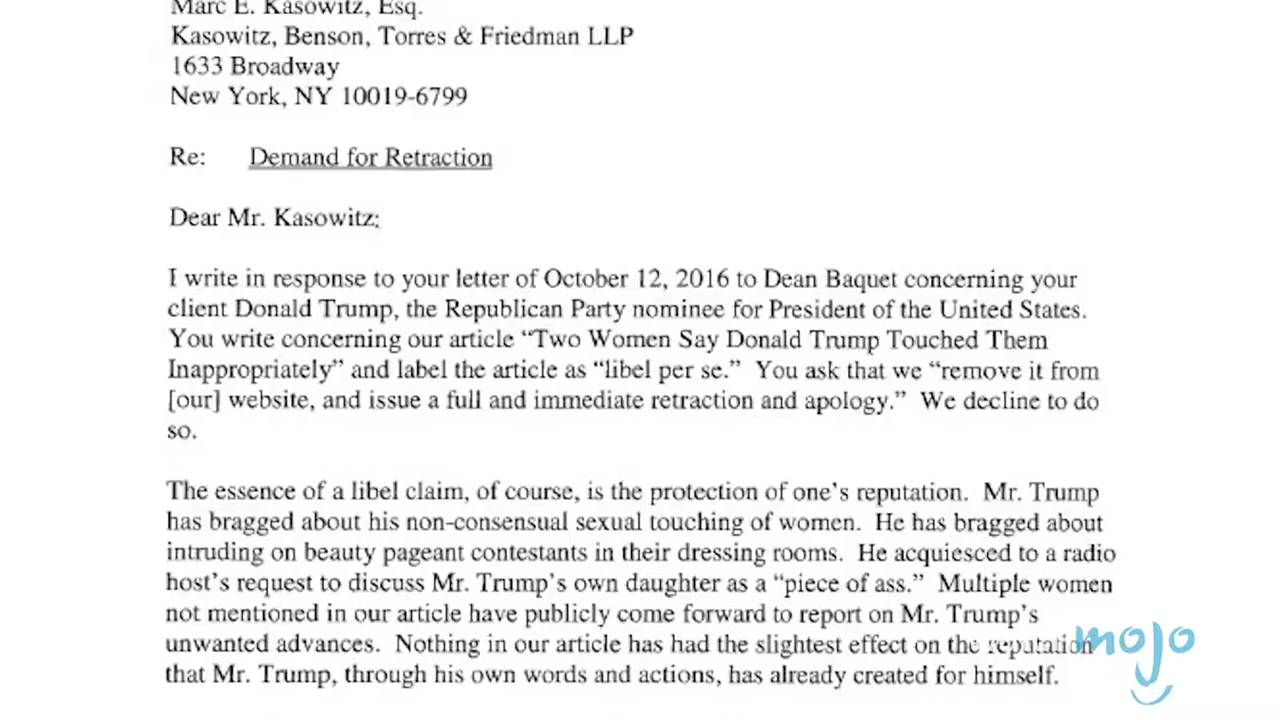 Marc E. Kasowitz, Esq.
Kasowitz, Benson, Torres & Friedman LLP
1633 Broadway
New York, NY 10019-6799
Re: Demand for Retraction
Dear Mr. Kasowitz:
I write in response to your letter of October 12, 2016 to Dean Baquet concerning your
client Donald Trump, the Republican Party nominee for President of the United States.
You write concerning our article “Two Women Say Donald Trump Touched Them
Inappropriately” and label the article as “libel per se.” You ask that we “remove it from
[our] website, and issue a full and immediate retraction and apology.” We decline to do
so.
The essence of a libel claim, of course, is the protection of one’s reputation. Mr. Trump
has bragged about his non-consensual sexual touching of women. He has bragged about
intruding on beauty pageant contestants in their dressing rooms. He acquiesced to a radio
host’s request to discuss Mr. Trump’s own daughter as a “piece of ass.” Multiple women
not mentioned in our article have publicly come forward to report on Mr. Trump’s
unwanted advances. Nothing in our article has had the slightest effect on the reputation
that Mr. Trump, through his own words and actions, has already created for himself.
mojo